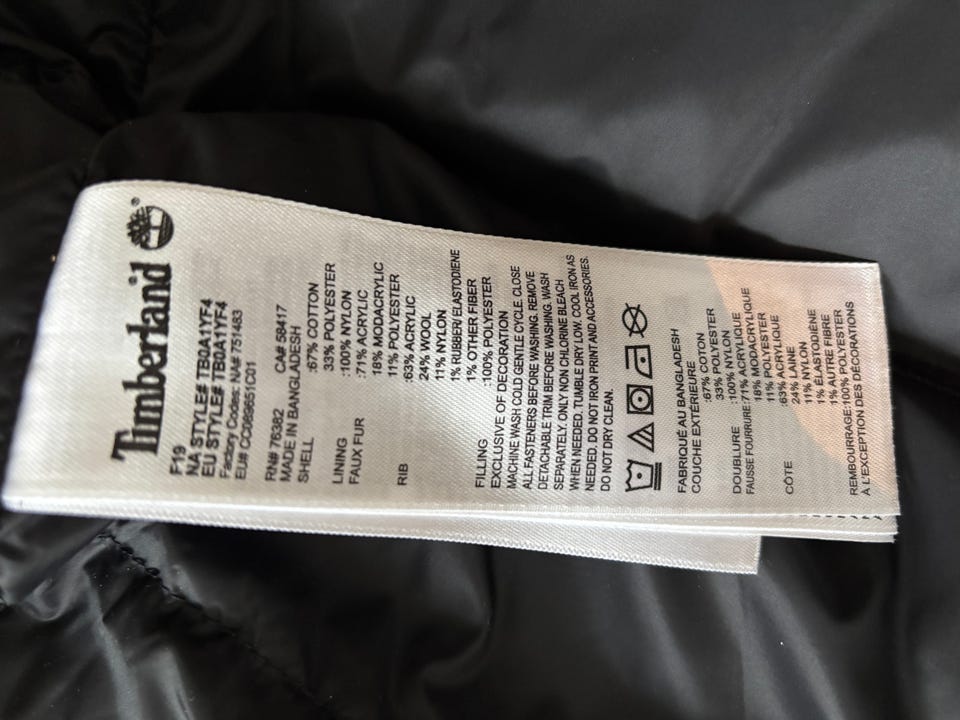 Timberland®
F19
NA STYLE# TB0A1YF4
EU STYLE# TB0A1YF4
Factory Codes: NA# 751483
EU# CC0689651C01
RN# 76382 CA# 58417
MADE IN BANGLADESH
SHELL :67% COTTON
33% POLYESTER
LINING :100% NYLON
FAUX FUR :71% ACRYLIC
18% MODACRYLIC
11% POLYESTER
RIB :63% ACRYLIC
24% WOOL
11% NYLON
1% RUBBER/ ELASTODIENE
1% OTHER FIBER
FILLING :100% POLYESTER
EXCLUSIVE OF DECORATION
MACHINE WASH COLD GENTLE CYCLE. CLOSE
ALL FASTENERS BEFORE WASHING. REMOVE
DETACHABLE TRIM BEFORE WASHING. WASH
SEPARATELY. ONLY NON CHLORINE BLEACH
WHEN NEEDED. TUMBLE DRY LOW. COOL IRON AS
NEEDED. DO NOT IRON PRINT AND ACCESSORIES.
DO NOT DRY CLEAN.
FABRIQUÉ AU BANGLADESH
COUCHE EXTÉRIEURE :67% COTON
33% POLYESTER
DOUBLURE :100% NYLON
FAUSSE FOURRURE:71% ACRYLIQUE
18% MODACRYLIQUE
11% POLYESTER
CÔTE :63% ACRYLIQUE
24% LAINE
11% NYLON
1% ÉLASTODIÈNE
1% AUTRE FIBRE
REMBOURRAGE:100% POLYESTER
À L'EXCEPTION DES DÉCORATIONS